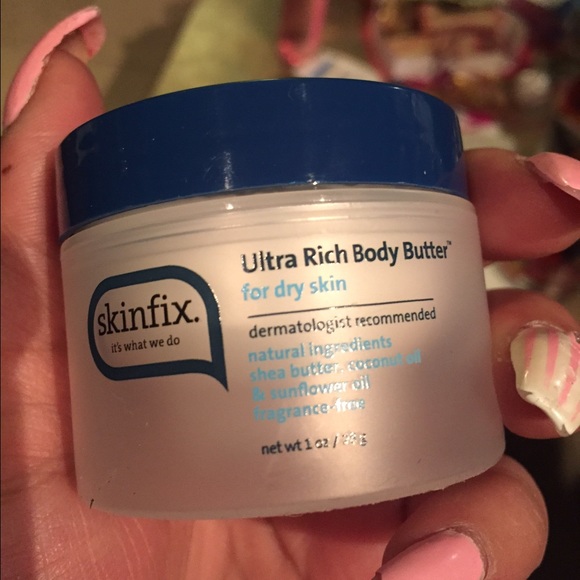 skinfix.
it's what we do
Ultra Rich Body Butter™
for dry skin
dermatologist recommended
natural ingredients
shea butter, coconut oil
& sunflower oil
fragrance-free
net wt 1 oz /